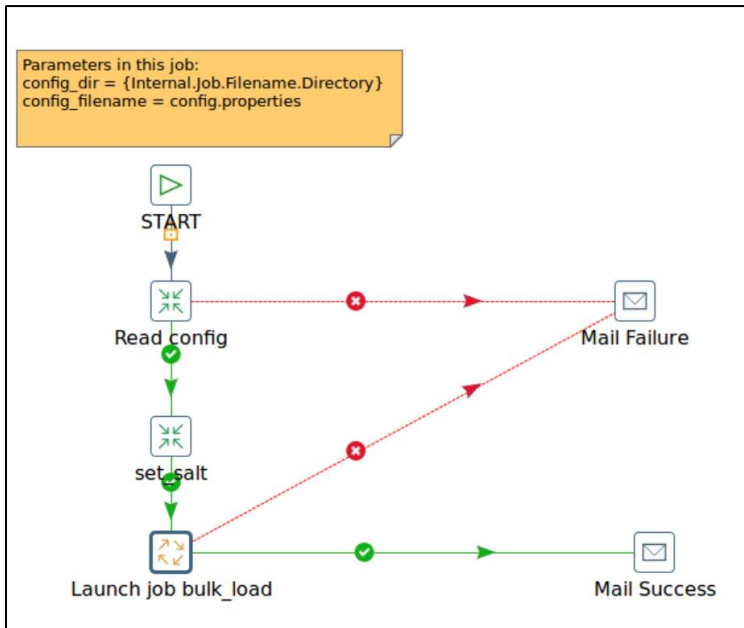 Parameters in this job:
config_dir = {Internal.Job.Filename.Directory}
config_filename = config.properties
START
Read config
Mail Failure
set_salt
Launch job bulk_load
Mail Success